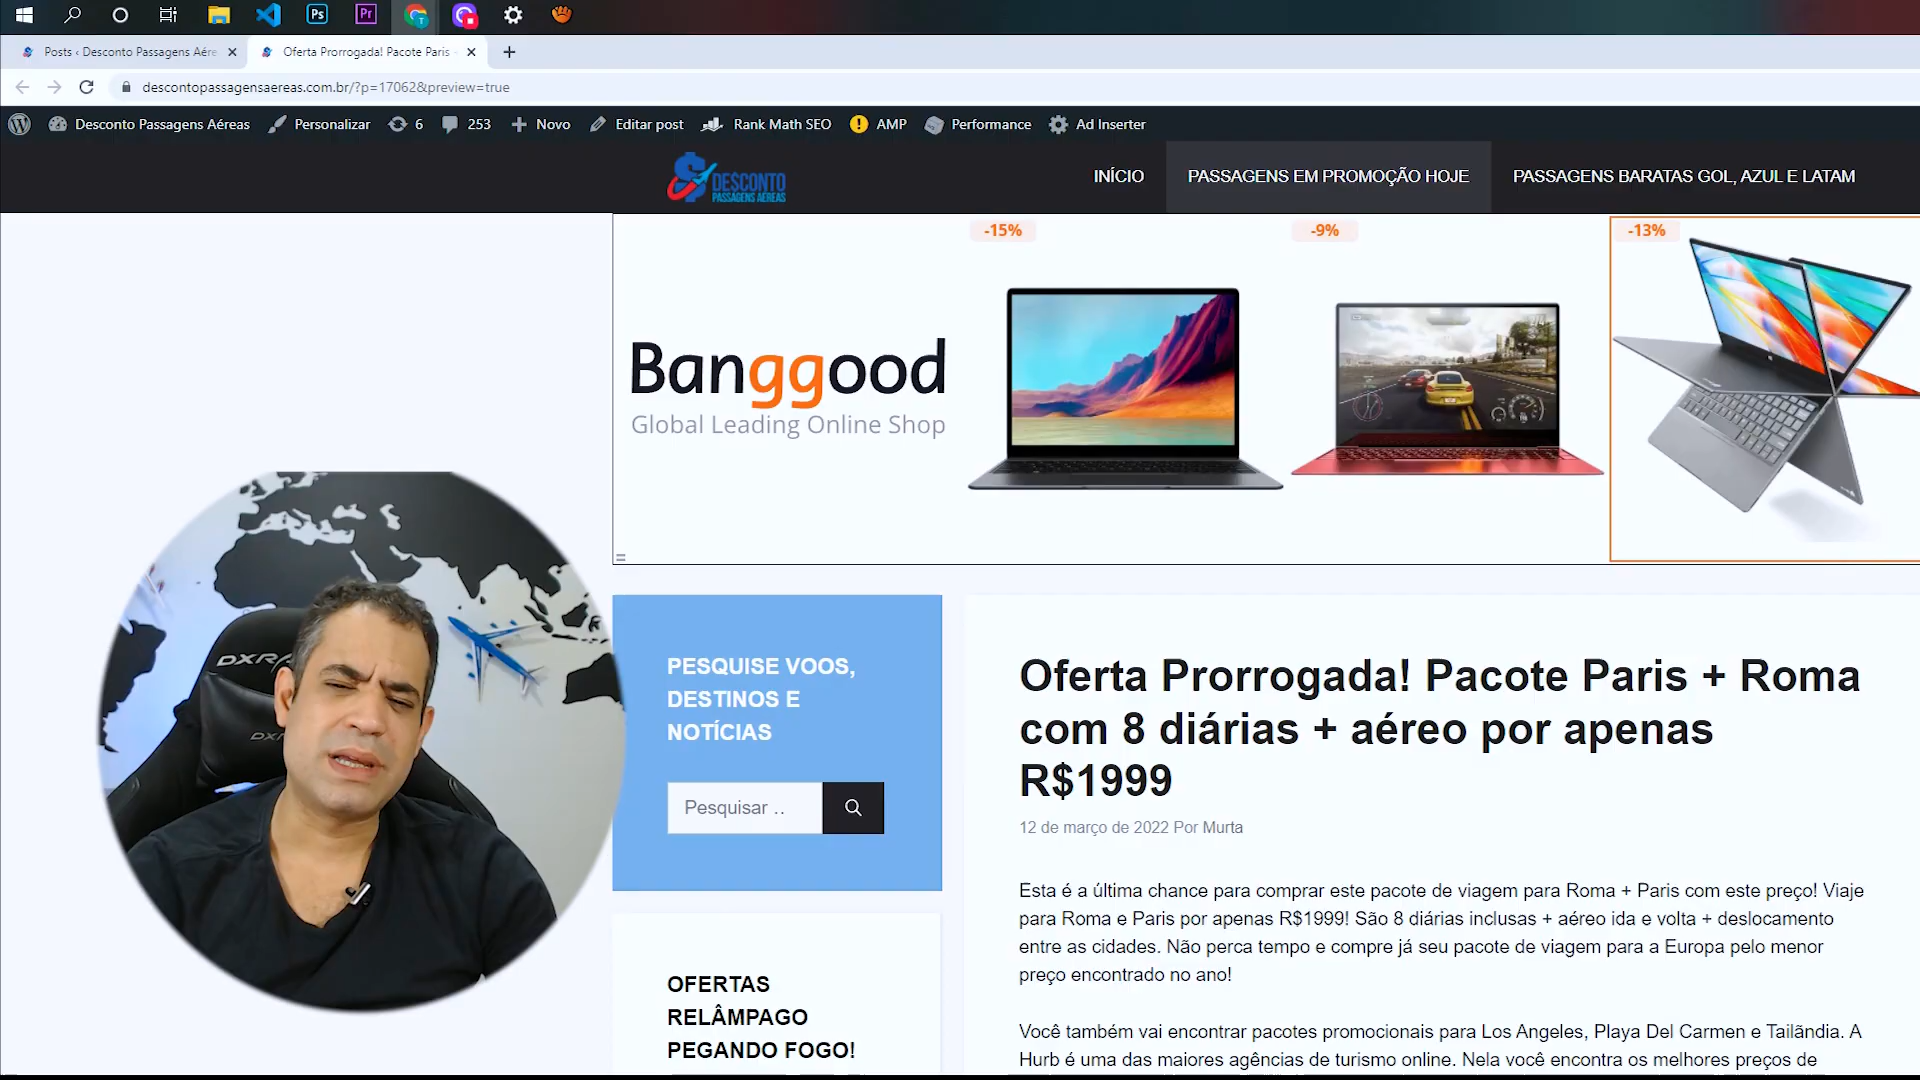 Ps
Pr
Posts ‹ Desconto Passagens Aére
Oferta Prorrogada! Pacote Paris
descontopassagensaereas.com.br/?p=17062&preview=true
Desconto Passagens Aéreas
Personalizar
6
253
Novo
Editar post
Rank Math SEO
AMP
Performance
Ad Inserter
DESCONTO
PASSAGENS AÉREAS
INÍCIO
PASSAGENS EM PROMOÇÃO HOJE
PASSAGENS BARATAS GOL, AZUL E LATAM
-15%
-9%
-13%
Banggood
Global Leading Online Shop
DXRA
DXR
PESQUISE VOOS,
DESTINOS E
NOTÍCIAS
Pesquisar ..
OFERTAS
RELÂMPAGO
PEGANDO FOGO!
Oferta Prorrogada! Pacote Paris + Roma
com 8 diárias + aéreo por apenas
R$1999
12 de março de 2022 Por Murta
Esta é a última chance para comprar este pacote de viagem para Roma + Paris com este preço! Viaje
para Roma e Paris por apenas R$1999! São 8 diárias inclusas + aéreo ida e volta + deslocamento
entre as cidades. Não perca tempo e compre já seu pacote de viagem para a Europa pelo menor
preço encontrado no ano!
Você também vai encontrar pacotes promocionais para Los Angeles, Playa Del Carmen e Tailãndia. A
Hurb é uma das maiores agências de turismo online. Nela você encontra os melhores preços de